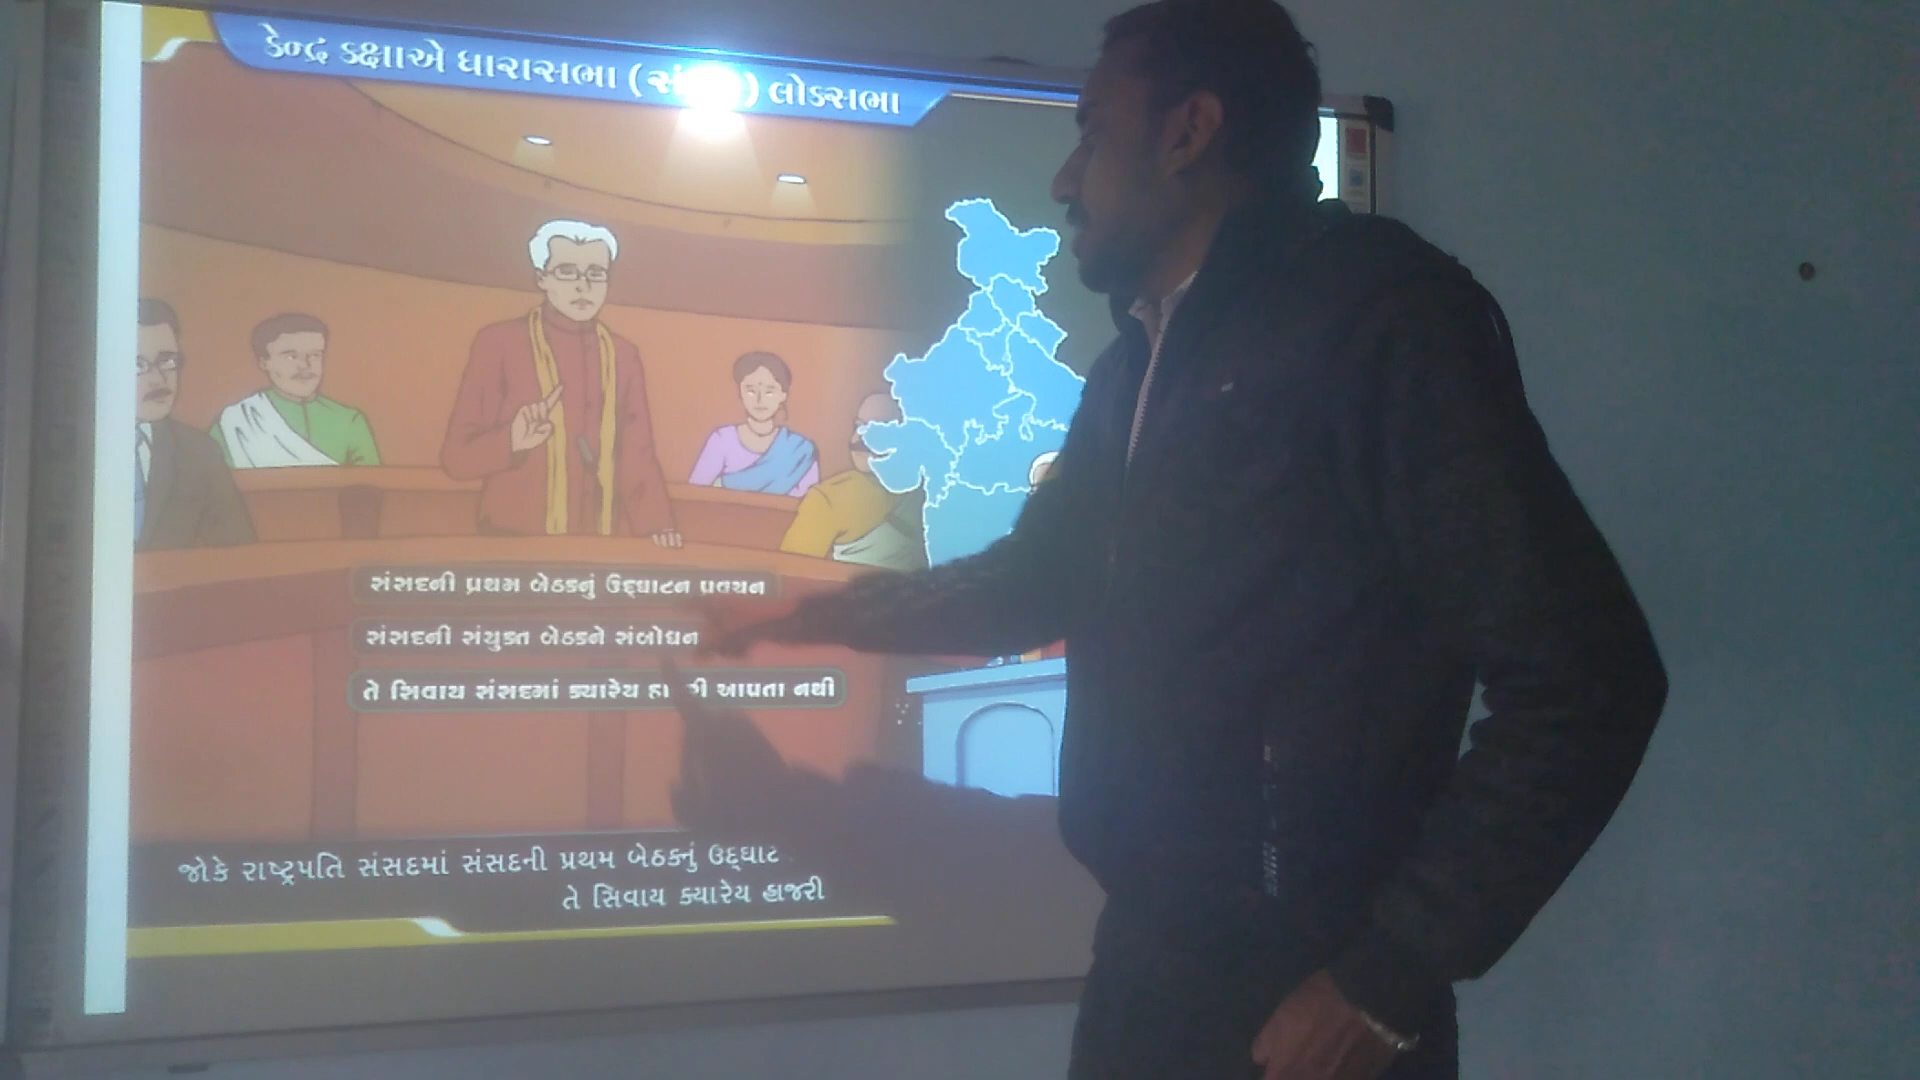 કેન્દ્ર કક્ષાએ ધારાસભા ( ) લોકસભા
સંસદની પ્રથમ બેઠકનું ઉદ્ઘાટન પ્રવચન
સંસદની સંયુક્ત બેઠકને સંબોધન
તે સિવાય સંસદમાં ક્યારેય આપતા નથી
જોકે રાષ્ટ્રપતિ સંસદમાં સંસદની પ્રથમ બેઠકનું
તે સિવાય ક્યારેય હાજરી